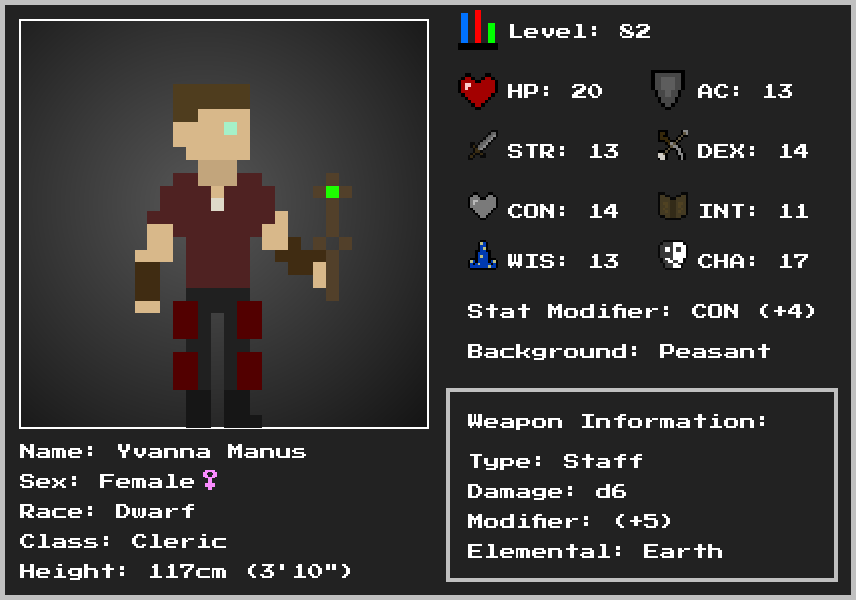 Level: 82
HP: 20
AC: 13
STR: 13
DEX: 14
CON: 14
INT: 11
WIS: 13
CHA: 17
Stat Modifier: CON (+4)
Background: Peasant
Weapon Information:
Type: Staff
Damage: d6
Modifier: (+5)
Elemental: Earth
Name: Yvanna Manus
Sex: Female♀
Race: Dwarf
Class: Cleric
Height: 117cm (3'10")